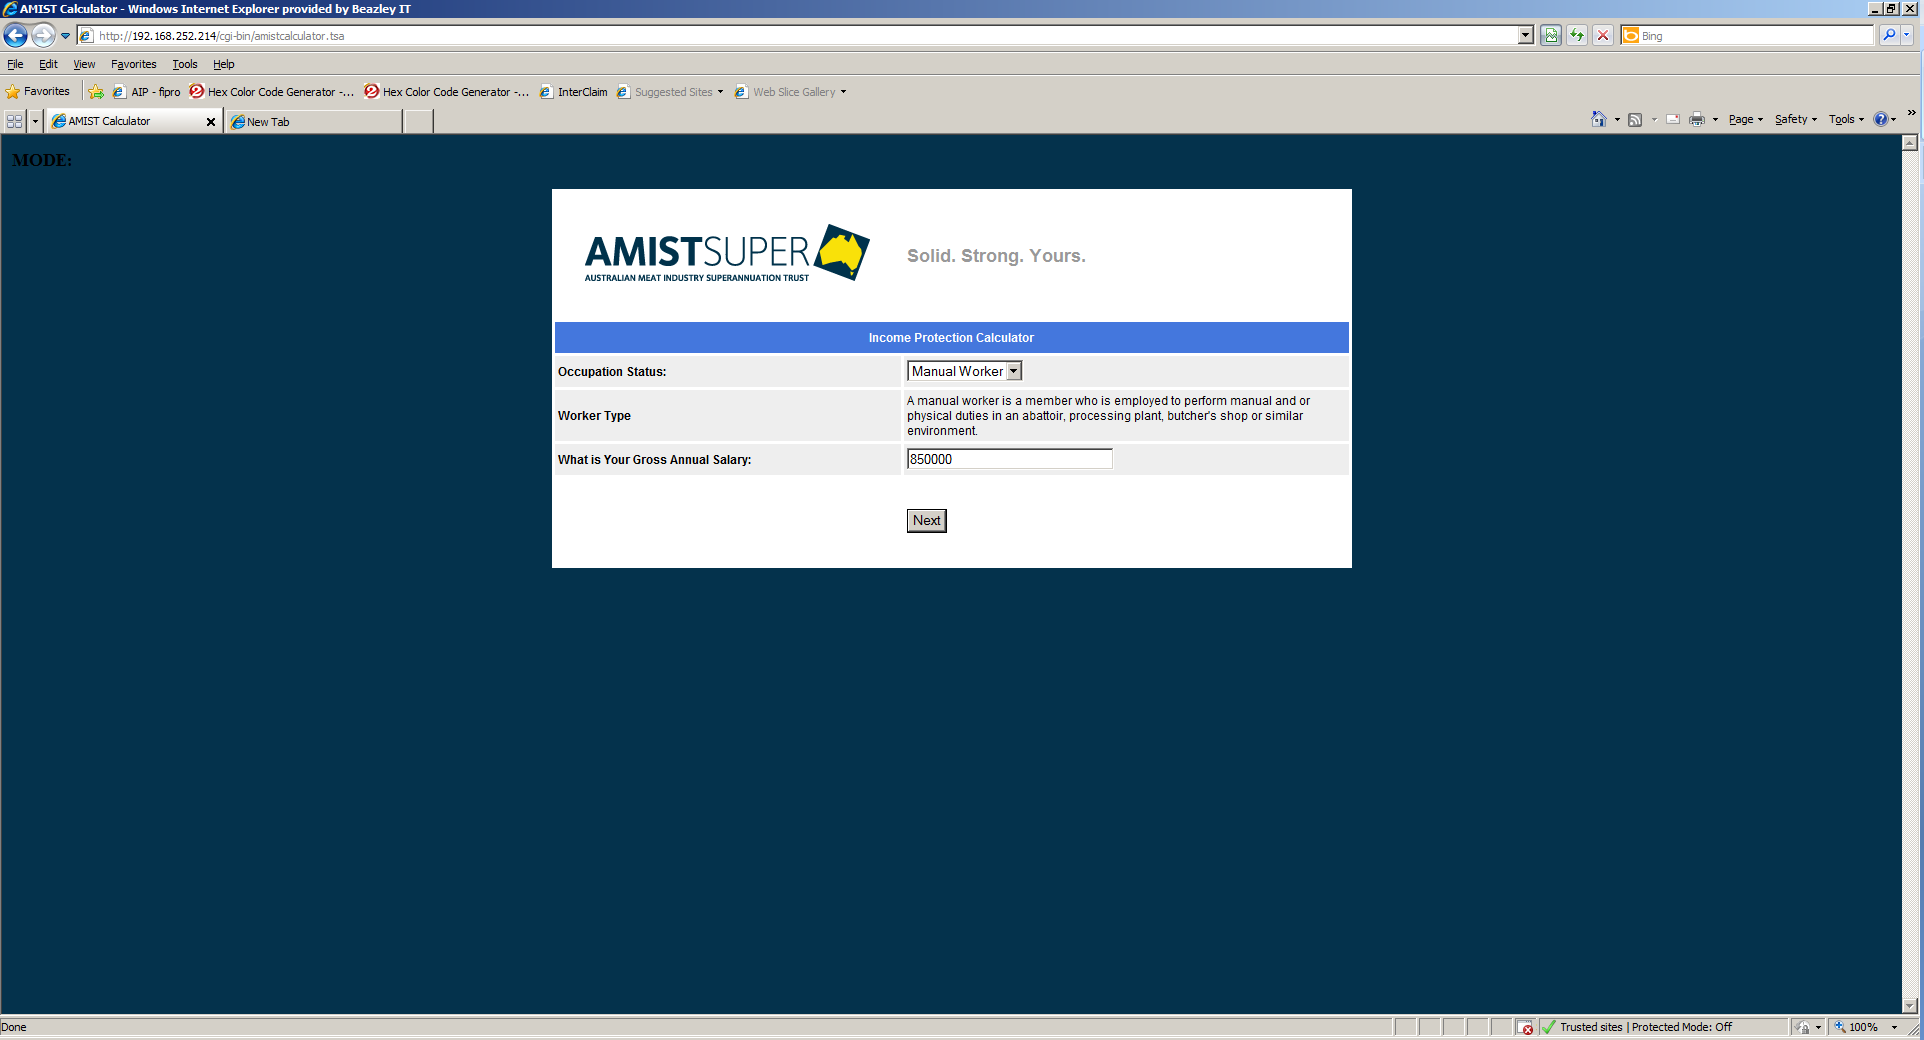 AMIST Calculator - Windows Internet Explorer provided by Beazley IT
http://192.168.252.214/cgi-bin/amistcalculator.tsa
Bing
File Edit View Favorites Tools Help
Favorites AIP - fipro Hex Color Code Generator -... Hex Color Code Generator -... InterClaim Suggested Sites Web Slice Gallery
AMIST Calculator New Tab Page Safety Tools
MODE:
AMISTSUPER
AUSTRALIAN MEAT INDUSTRY SUPERANNUATION TRUST
Solid. Strong. Yours.
Income Protection Calculator
Occupation Status: Manual Worker
Worker Type
A manual worker is a member who is employed to perform manual and or
physical duties in an abattoir, processing plant, butcher's shop or similar
environment.
What is Your Gross Annual Salary: 850000
Next
Done Trusted sites | Protected Mode: Off 100%